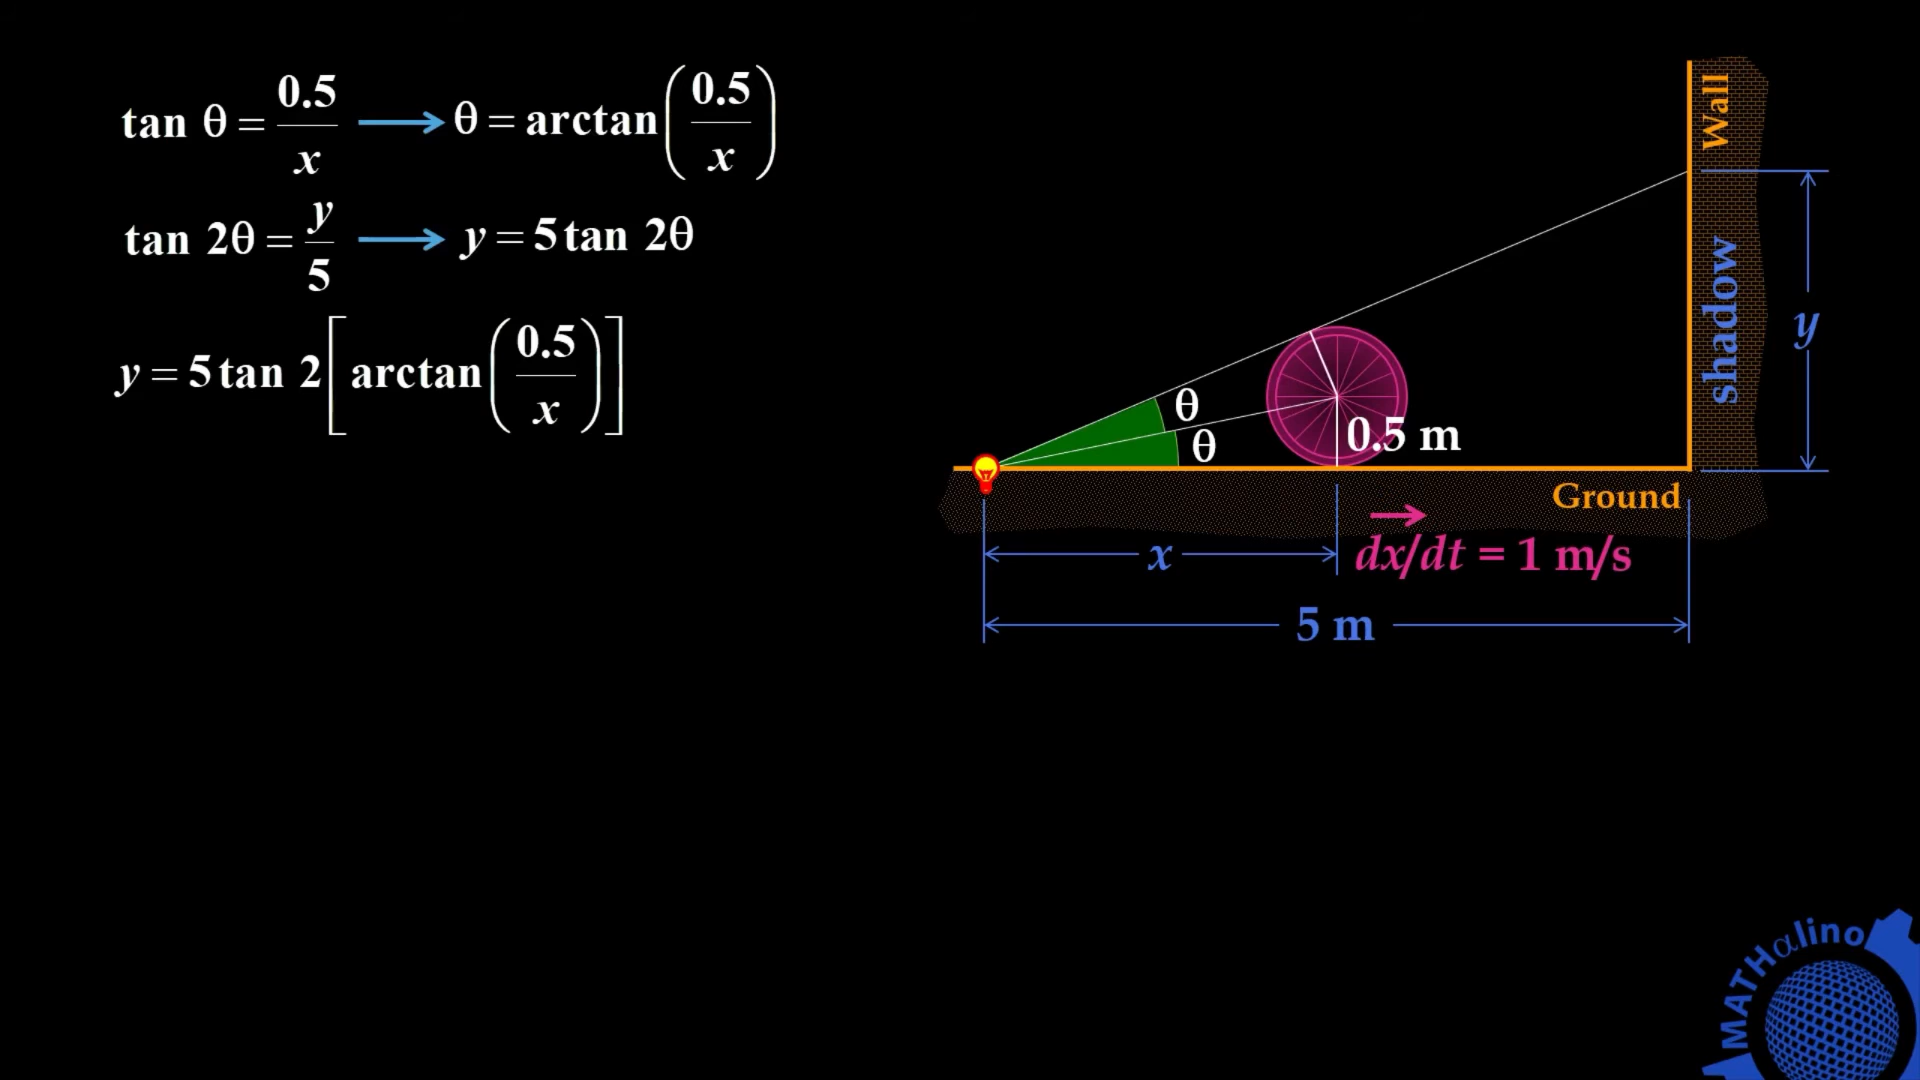 tan θ = 0.5/x → θ = arctan(0.5/x)
tan 2θ = y/5 → y = 5 tan 2θ
y = 5 tan 2[arctan(0.5/x)]
Wall
shadow
y
θ
θ
0.5 m
Ground
x
dx/dt = 1 m/s
5 m
MATHαlino